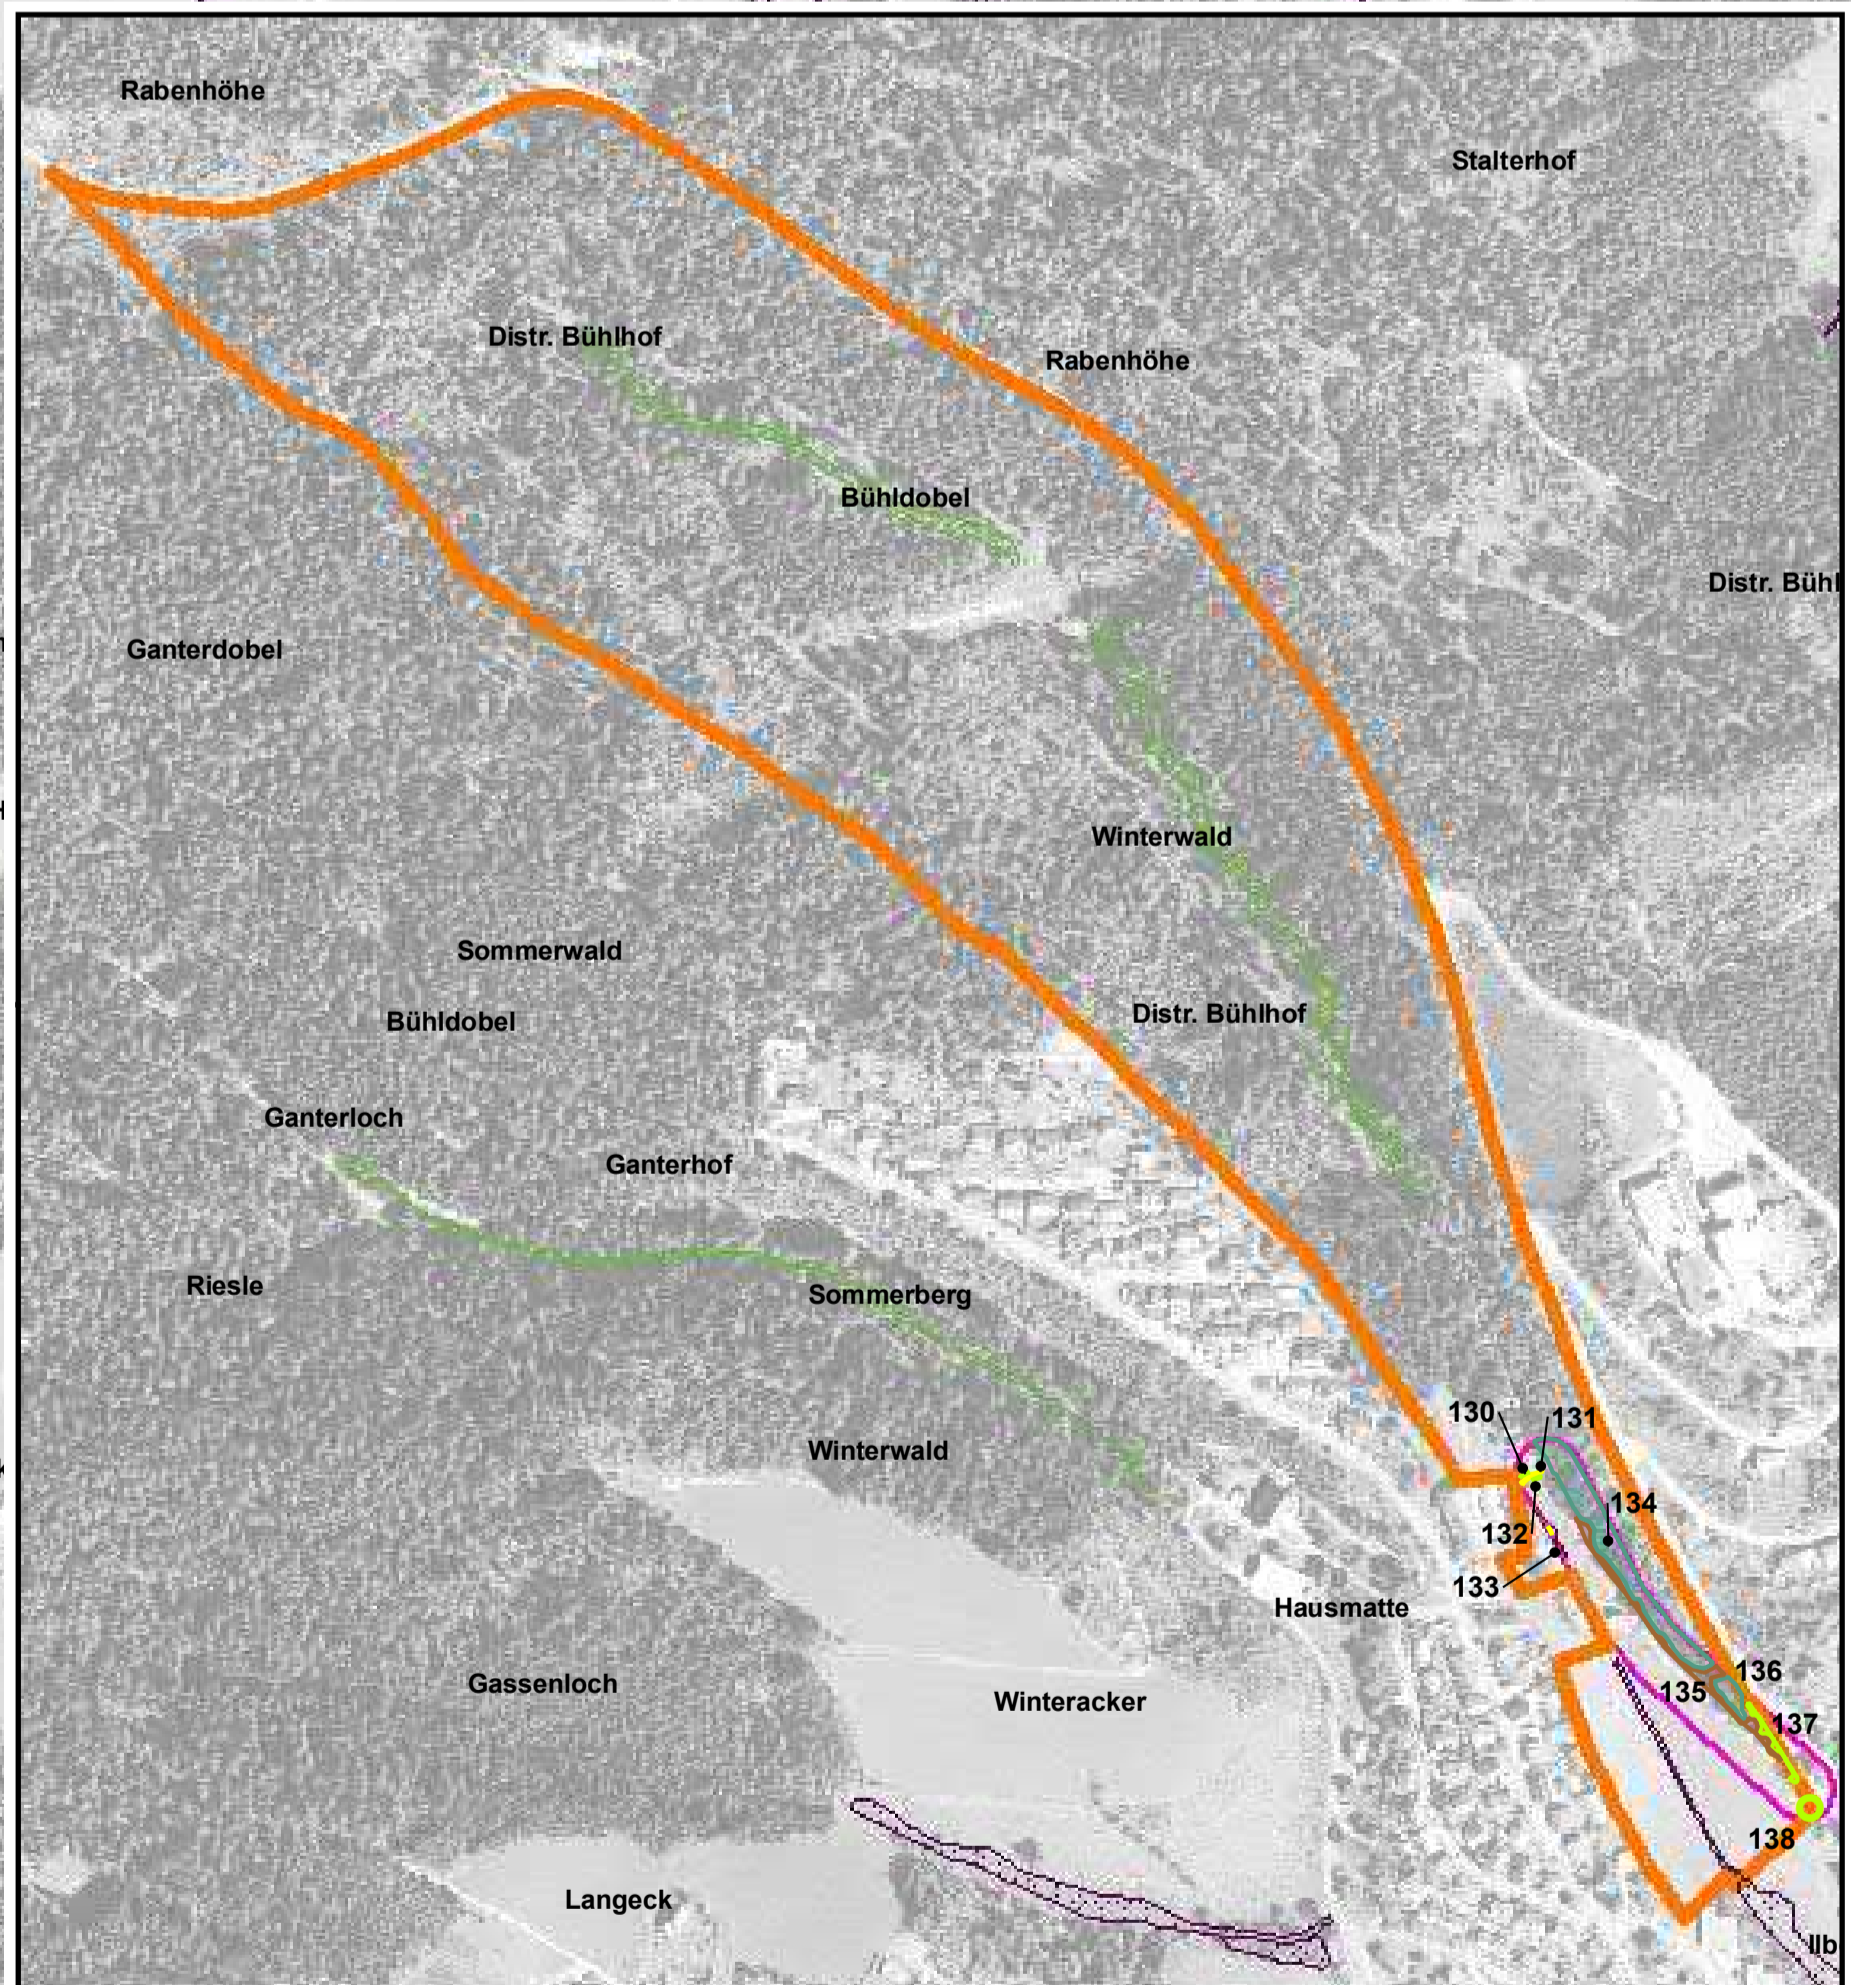 Rabenhöhe
Stalterhof
Distr. Bühlhof
Rabenhöhe
Bühldobel
Distr. Bühl
Ganterdobel
Winterwald
Sommerwald
Distr. Bühlhof
Bühldobel
Ganterloch
Ganterhof
Riesle
Sommerberg
130
131
Winterwald
134
132
133
Hausmatte
136
Gassenloch
135
Winteracker
137
138
Langeck
IIb